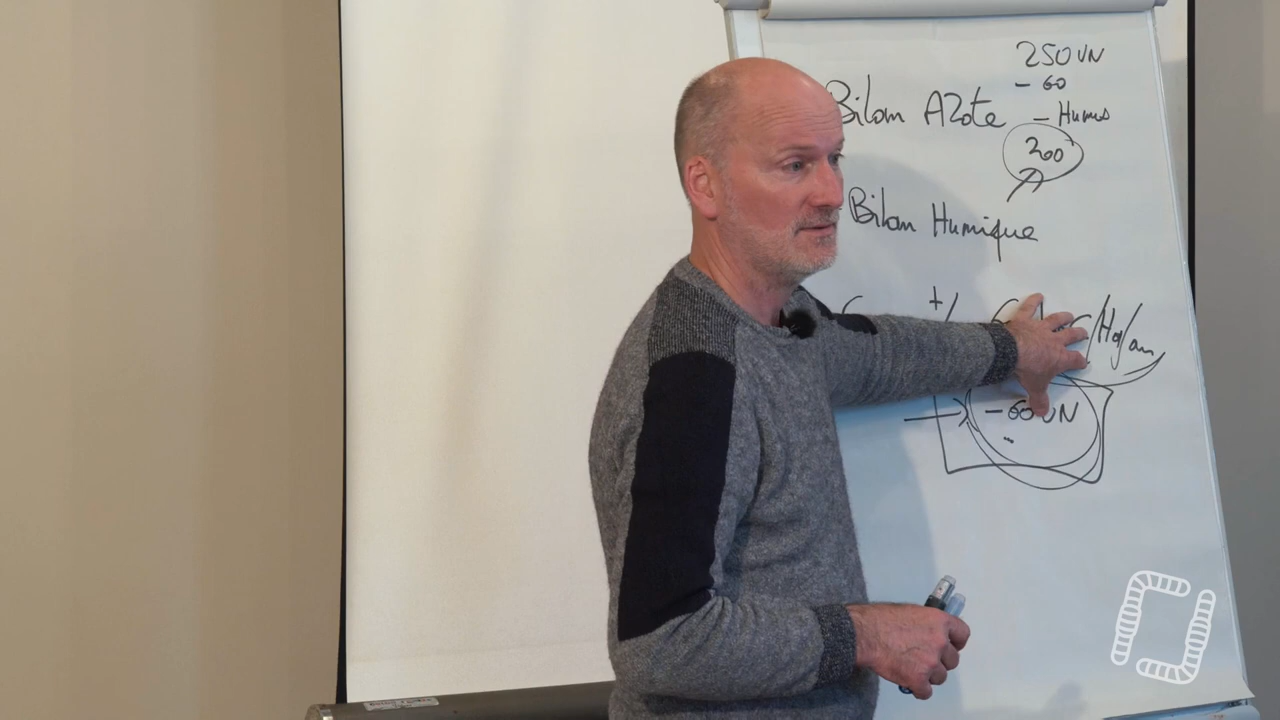 250 UN
- 60
Bilan AZote - Humus
200
Bilan Humique
+/
/Ha/an
- 60 UN